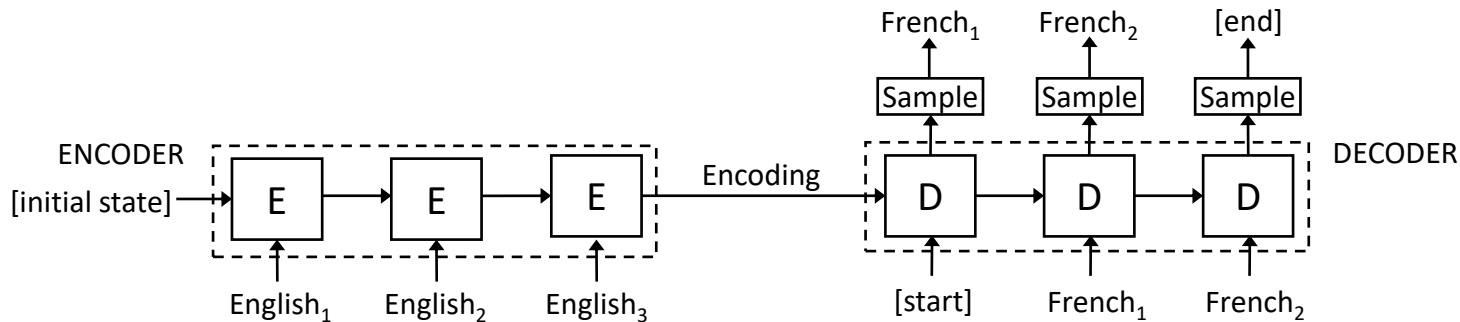 French₁ French₂ [end]
Sample Sample Sample
ENCODER DECODER
[initial state] E E E Encoding D D D
English₁ English₂ English₃ [start] French₁ French₂